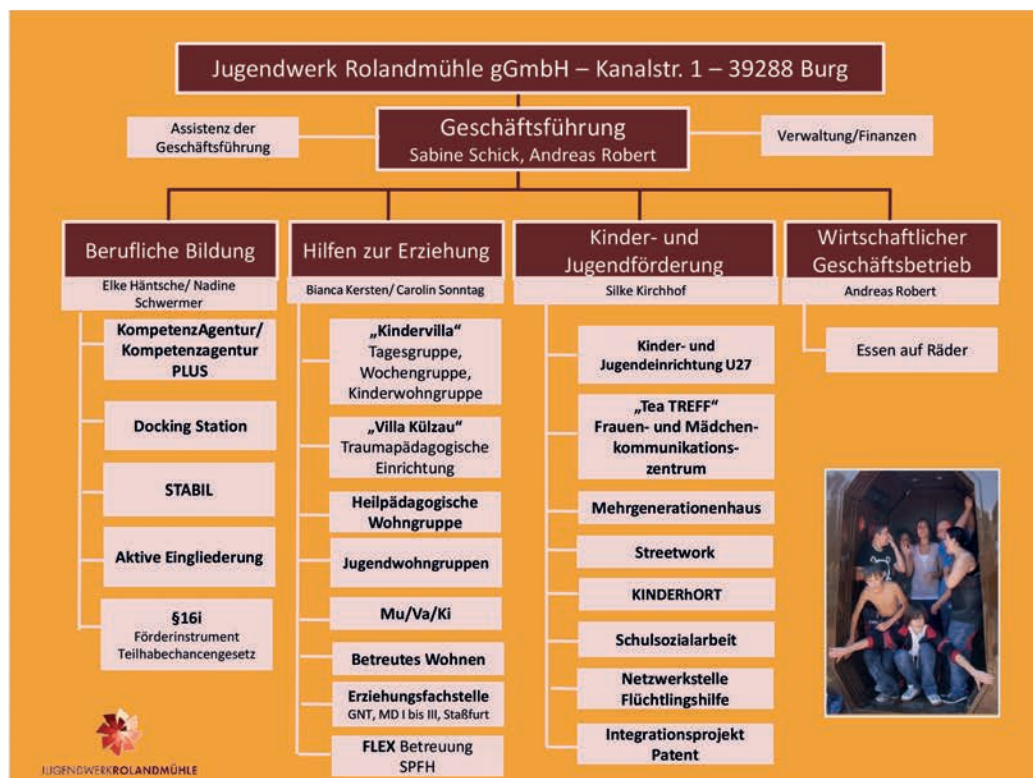 Jugendwerk Rolandmühle gGmbH – Kanalstr. 1 – 39288 Burg
Geschäftsführung
Sabine Schick, Andreas Robert
Assistenz der
Geschäftsführung
Verwaltung/Finanzen
Berufliche Bildung
Elke Häntsche/ Nadine
Schwermer
KompetenzAgentur/
Kompetenzagentur
PLUS
Docking Station
STABIL
Aktive Eingliederung
§16i
Förderinstrument
Teilhabechancengesetz
Hilfen zur Erziehung
Bianca Kersten/ Carolin Sonntag
„Kindervilla“
Tagesgruppe,
Wochengruppe,
Kinderwohngruppe
„Villa Külzau“
Traumapädagogische
Einrichtung
Heilpädagogische
Wohngruppe
Jugendwohngruppen
Mu/Va/Ki
Betreutes Wohnen
Erziehungsfachstelle
GNT, MD I bis III, Staßfurt
FLEX Betreuung
SPFH
Kinder- und
Jugendförderung
Silke Kirchhof
Kinder- und
Jugendeinrichtung U27
„Tea TREFF“
Frauen- und Mädchen-
kommunikations-
zentrum
Mehrgenerationenhaus
Streetwork
KINDERhORT
Schulsozialarbeit
Netzwerkstelle
Flüchtlingshilfe
Integrationsprojekt
Patent
Wirtschaftlicher
Geschäftsbetrieb
Andreas Robert
Essen auf Räder
JUGENDWERKROLANDMÜHLE